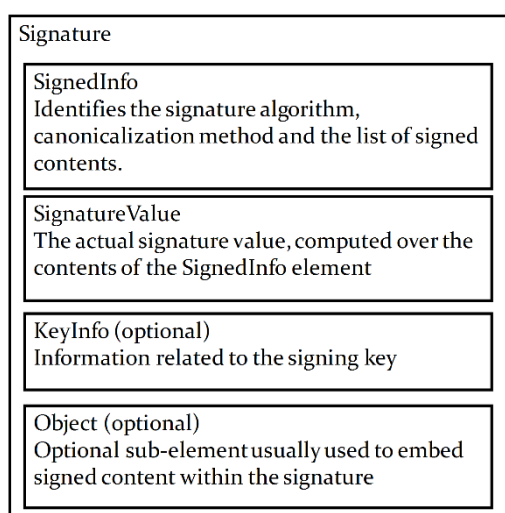 Signature
SignedInfo
Identifies the signature algorithm,
canonicalization method and the list of signed
contents.
SignatureValue
The actual signature value, computed over the
contents of the SignedInfo element
KeyInfo (optional)
Information related to the signing key
Object (optional)
Optional sub-element usually used to embed
signed content within the signature